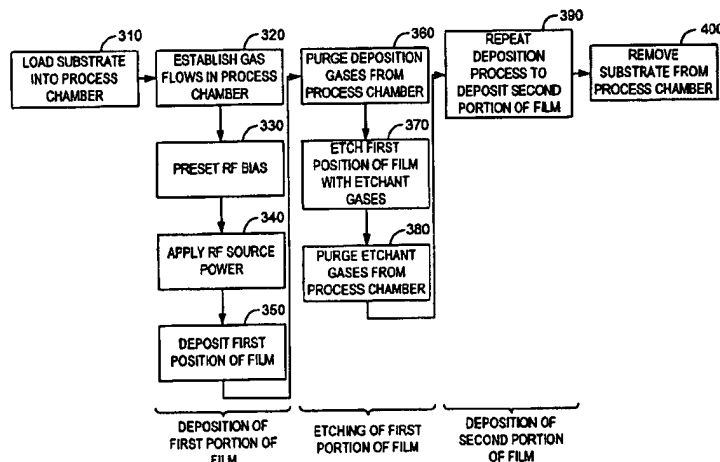 310
LOAD SUBSTRATE
INTO PROCESS
CHAMBER
320
ESTABLISH GAS
FLOWS IN PROCESS
CHAMBER
330
PRESET RF BIAS
340
APPLY RF SOURCE
POWER
350
DEPOSIT FIRST
POSITION OF FILM
DEPOSITION OF
FIRST PORTION OF
FILM
360
PURGE DEPOSITION
GASES FROM
PROCESS CHAMBER
370
ETCH FIRST
POSITION OF FILM
WITH ETCHANT
GASES
380
PURGE ETCHANT
GASES FROM
PROCESS CHAMBER
ETCHING OF FIRST
PORTION OF FILM
390
REPEAT
DEPOSITION
PROCESS TO
DEPOSIT SECOND
PORTION OF FILM
DEPOSITION OF
SECOND PORTION
OF FILM
400
REMOVE
SUBSTRATE FROM
PROCESS CHAMBER